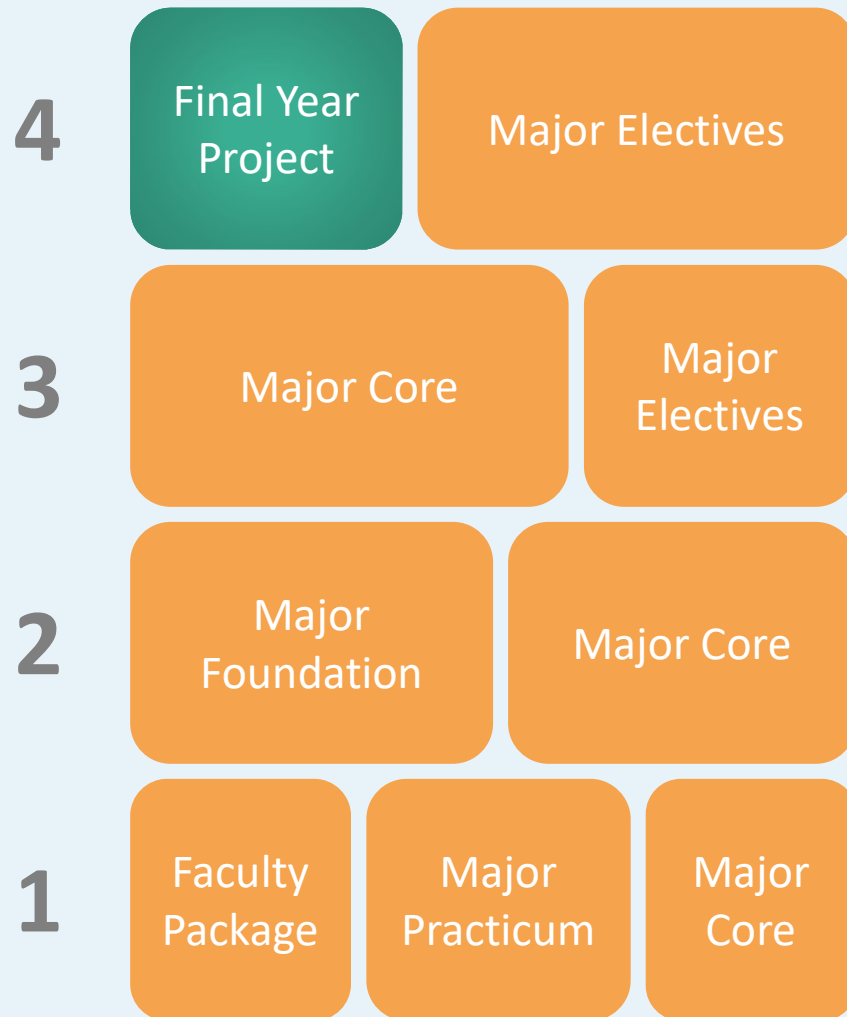 4
Final Year
Project
Major Electives
3
Major Core
Major
Electives
2
Major
Foundation
Major Core
1
Faculty
Package
Major
Practicum
Major
Core